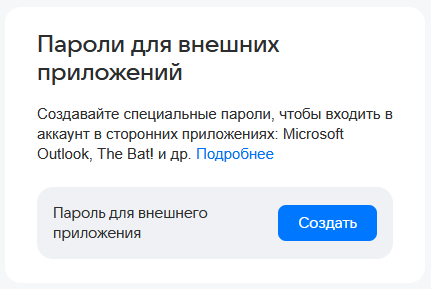 Пароли для внешних
приложений
Создавайте специальные пароли, чтобы входить в
аккаунт в сторонних приложениях: Microsoft
Outlook, The Bat! и др. Подробнее
Пароль для внешнего
приложения
Создать